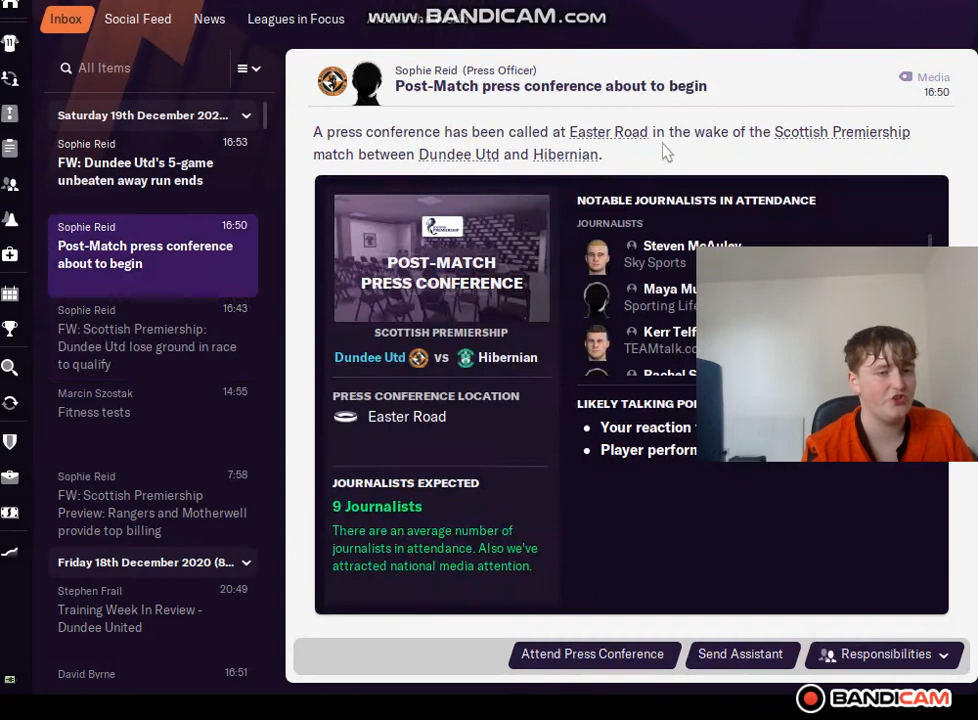 Inbox
Social Feed
News
Leagues in Focus
WWW.BANDICAM.COM
All Items
Saturday 19th December 202...
Sophie Reid
16:53
FW: Dundee Utd's 5-game
unbeaten away run ends
Sophie Reid
16:50
Post-Match press conference
about to begin
Sophie Reid
16:43
FW: Scottish Premiership:
Dundee Utd lose ground in race
to qualify
Marcin Szostak
14:55
Fitness tests
Sophie Reid
7:58
FW: Scottish Premiership
Preview: Rangers and Motherwell
provide top billing
Friday 18th December 2020 (8...
Stephen Frail
20:49
Training Week In Review -
Dundee United
David Byrne
16:51
Sophie Reid (Press Officer)
Post-Match press conference about to begin
Media
16:50
A press conference has been called at Easter Road in the wake of the Scottish Premiership
match between Dundee Utd and Hibernian.
POST-MATCH
PRESS CONFERENCE
SCOTTISH PREMIERSHIP
Dundee Utd VS Hibernian
PRESS CONFERENCE LOCATION
Easter Road
JOURNALISTS EXPECTED
9 Journalists
There are an average number of
journalists in attendance. Also we've
attracted national media attention.
NOTABLE JOURNALISTS IN ATTENDANCE
JOURNALISTS
Steven McAuley
Sky Sports
Maya Mu
Sporting Life
Kerr Telf
TEAMtalk.co
Rachel S
LIKELY TALKING PO
Your reaction
Player perform
Attend Press Conference
Send Assistant
Responsibilities
BANDICAM